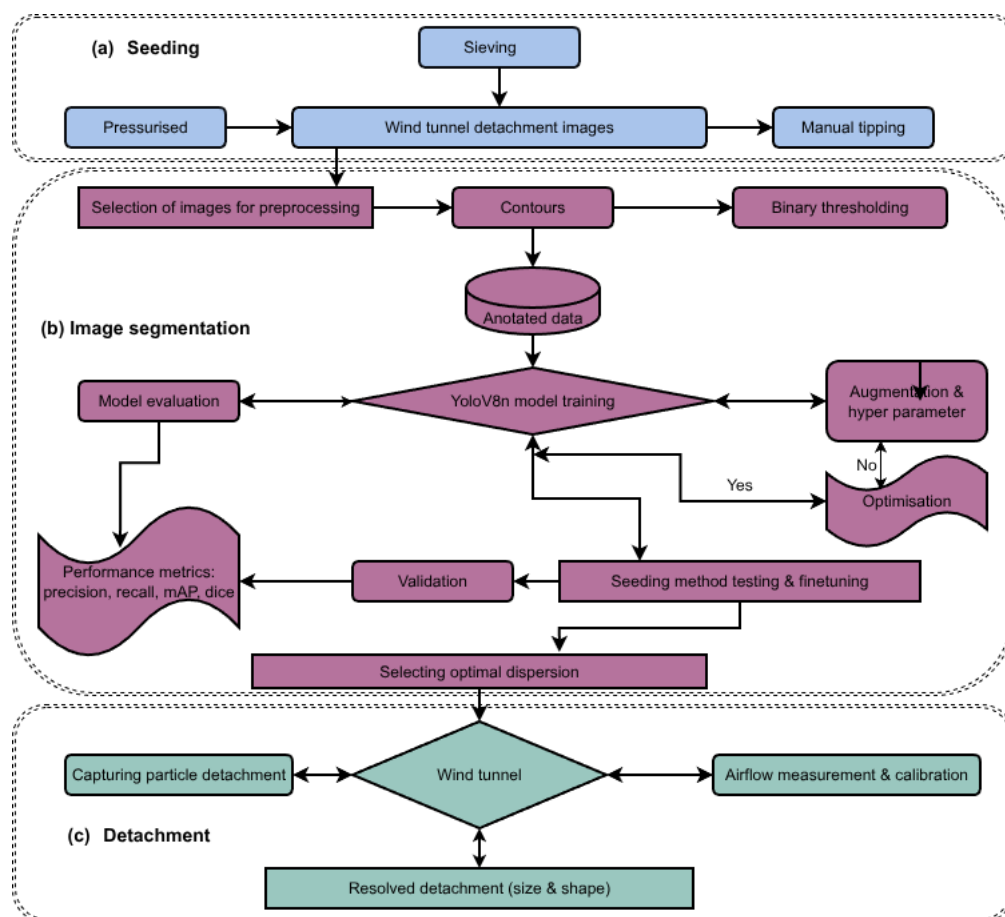 (a) Seeding
Sieving
Pressurised
Wind tunnel detachment images
Manual tipping
Selection of images for preprocessing
Contours
Binary thresholding
Anotated data
(b) Image segmentation
Model evaluation
YoloV8n model training
Augmentation &
hyper parameter
No
Yes
Optimisation
Performance metrics:
precision, recall, mAP, dice
Validation
Seeding method testing & finetuning
Selecting optimal dispersion
Capturing particle detachment
Wind tunnel
Airflow measurement & calibration
(c) Detachment
Resolved detachment (size & shape)